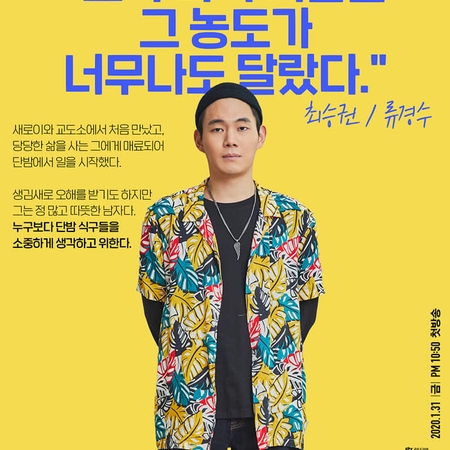 그 농도가
너무나도 달랐다."
최승권 / 류경수
새로이와 교도소에서 처음 만났고,
당당한 삶을 사는 그에게 매료되어
단밤에서 일을 시작했다.
생김새로 오해를 받기도 하지만
그는 정 많고 따뜻한 남자다.
누구보다 단밤 식구들을
소중하게 생각하고 위한다.
2020.1.31 | 금 | PM 10:50 첫방송